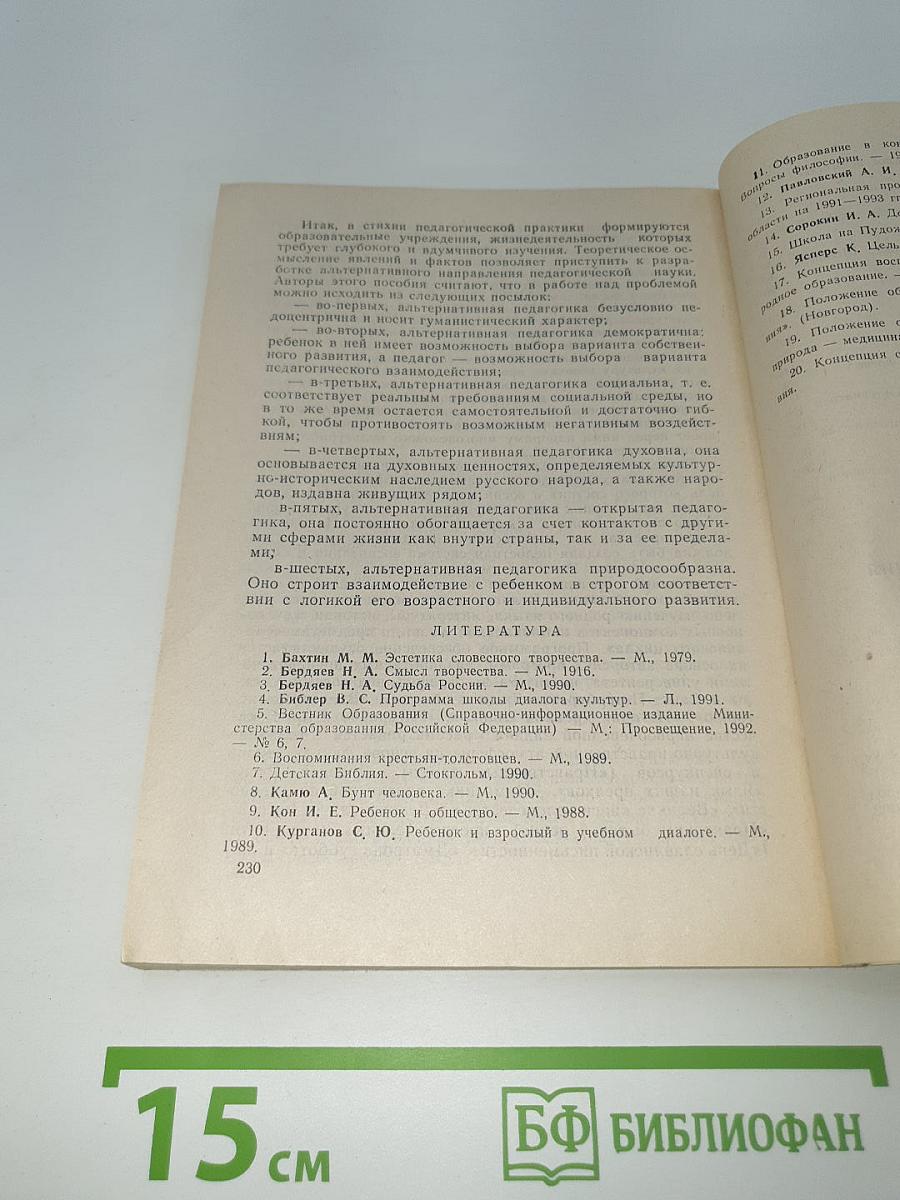 Итак, в стихии педагогической практики формируются
образовательные учреждения, жизнедеятельность которых
требует глубокого и вдумчивого изучения. Теоретическое ос-
мысление явлений и фактов позволяет приступить к разра-
ботке альтернативного направления педагогической науки.
Авторы этого пособия считают, что в работе над проблемой
можно исходить из следующих посылок:
— во-первых, альтернативная педагогика безусловно пе-
доцентрична и носит гуманистический характер;
— во-вторых, альтернативная педагогика демократична:
ребенок в ней имеет возможность выбора варианта собствен-
ного развития, а педагог — возможность выбора варианта
педагогического взаимодействия;
— в-третьих, альтернативная педагогика социальна, т. е.
соответствует реальным требованиям социальной среды, но
в то же время остается самостоятельной и достаточно гиб-
кой, чтобы противостоять возможным негативным воздейст-
виям;
— в-четвертых, альтернативная педагогика духовна, она
основывается на духовных ценностях, определяемых культур-
но-историческим наследием русского народа, а также наро-
дов, издавна живущих рядом;
в-пятых, альтернативная педагогика — открытая педаго-
гика, она постоянно обогащается за счет контактов с други-
ми сферами жизни как внутри страны, так и за ее предела-
ми;
в-шестых, альтернативная педагогика природосообразна.
Оно строит взаимодействие с ребенком в строгом соответст-
вии с логикой его возрастного и индивидуального развития.
ЛИТЕРАТУРА
1. Бахтин М. М. Эстетика словесного творчества. — М., 1979.
2. Бердяев Н. А. Смысл творчества. — М., 1916.
3. Бердяев Н. А. Судьба России. — М., 1990.
4. Библер В. С. Программа школы диалога культур. — Л., 1991.
5. Вестник Образования (Справочно-информационное издание Мини-
стерства образования Российской Федерации) — М.: Просвещение, 1992.
— № 6, 7.
6. Воспоминания крестьян-толстовцев. — М., 1989.
7. Детская Библия. — Стокгольм, 1990.
8. Камю А. Бунт человека. — М., 1990.
9. Кон И. Е. Ребенок и общество. — М., 1988.
10. Курганов С. Ю. Ребенок и взрослый в учебном диалоге. — М.,
1989.
230
11. Образование в кон
Вопросы философии. — 19
12. Павловский А. И.
13. Региональная про
области на 1991—1993 гг
14. Сорокин И. А. Де
15. Школа на Пудож
16. Ясперс К. Цель
17. Концепция восп
родное образование. —
18. Положение об
ния». (Новгород).
19. Положение о
природа — медицина
20. Концепция с
вия.
15 см
БФ БИБЛИОФАН